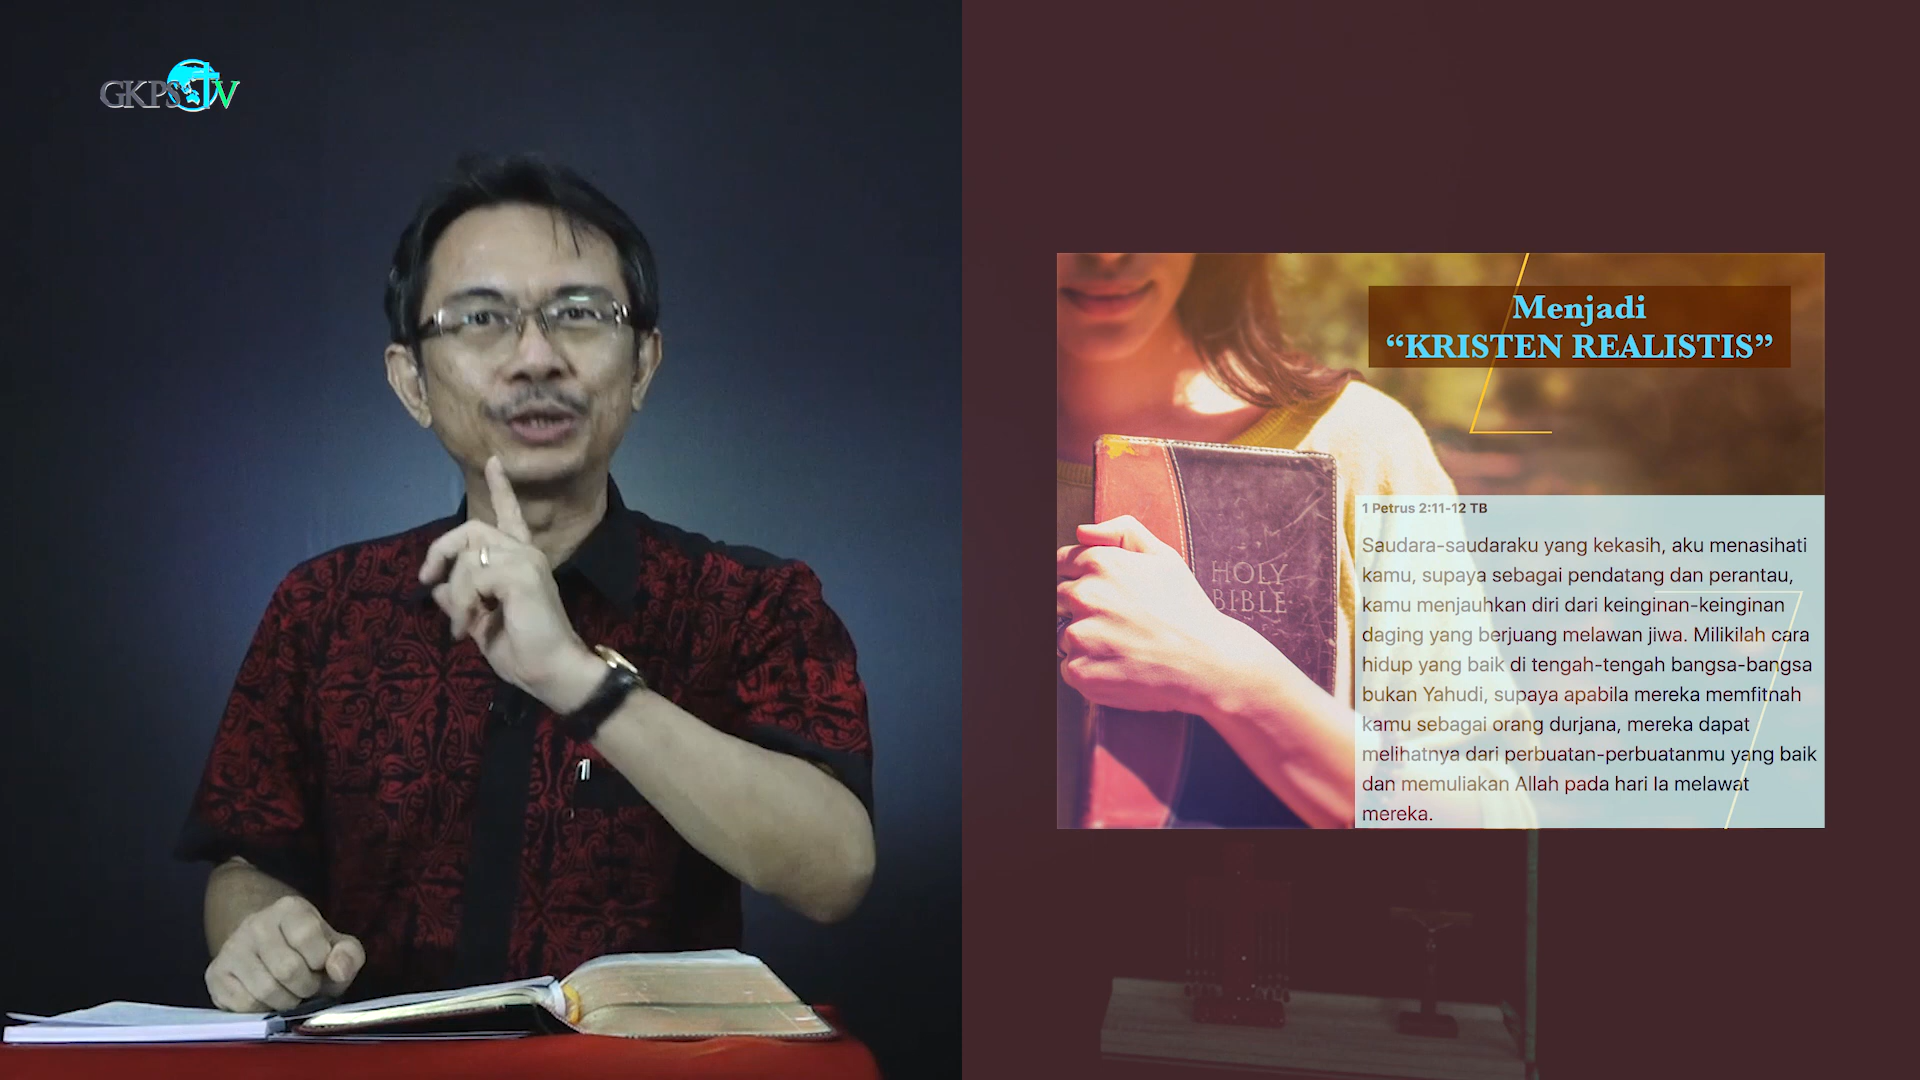 GKPS TV
Menjadi
“KRISTEN REALISTIS”
HOLY
BIBLE
1 Petrus 2:11-12 TB
Saudara-saudaraku yang kekasih, aku menasihati
kamu, supaya sebagai pendatang dan perantau,
kamu menjauhkan diri dari keinginan-keinginan
daging yang berjuang melawan jiwa. Milikilah cara
hidup yang baik di tengah-tengah bangsa-bangsa
bukan Yahudi, supaya apabila mereka memfitnah
kamu sebagai orang durjana, mereka dapat
melihatnya dari perbuatan-perbuatanmu yang baik
dan memuliakan Allah pada hari Ia melawat
mereka.